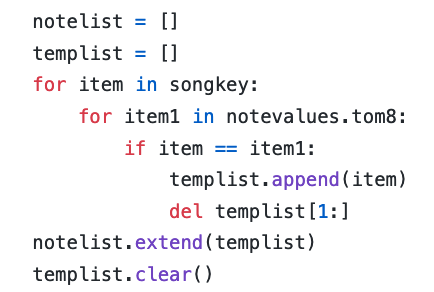 notelist = []
templist = []
for item in songkey:
    for item1 in notevalues.tom8:
        if item == item1:
            templist.append(item)
            del templist[1:]
notelist.extend(templist)
templist.clear()